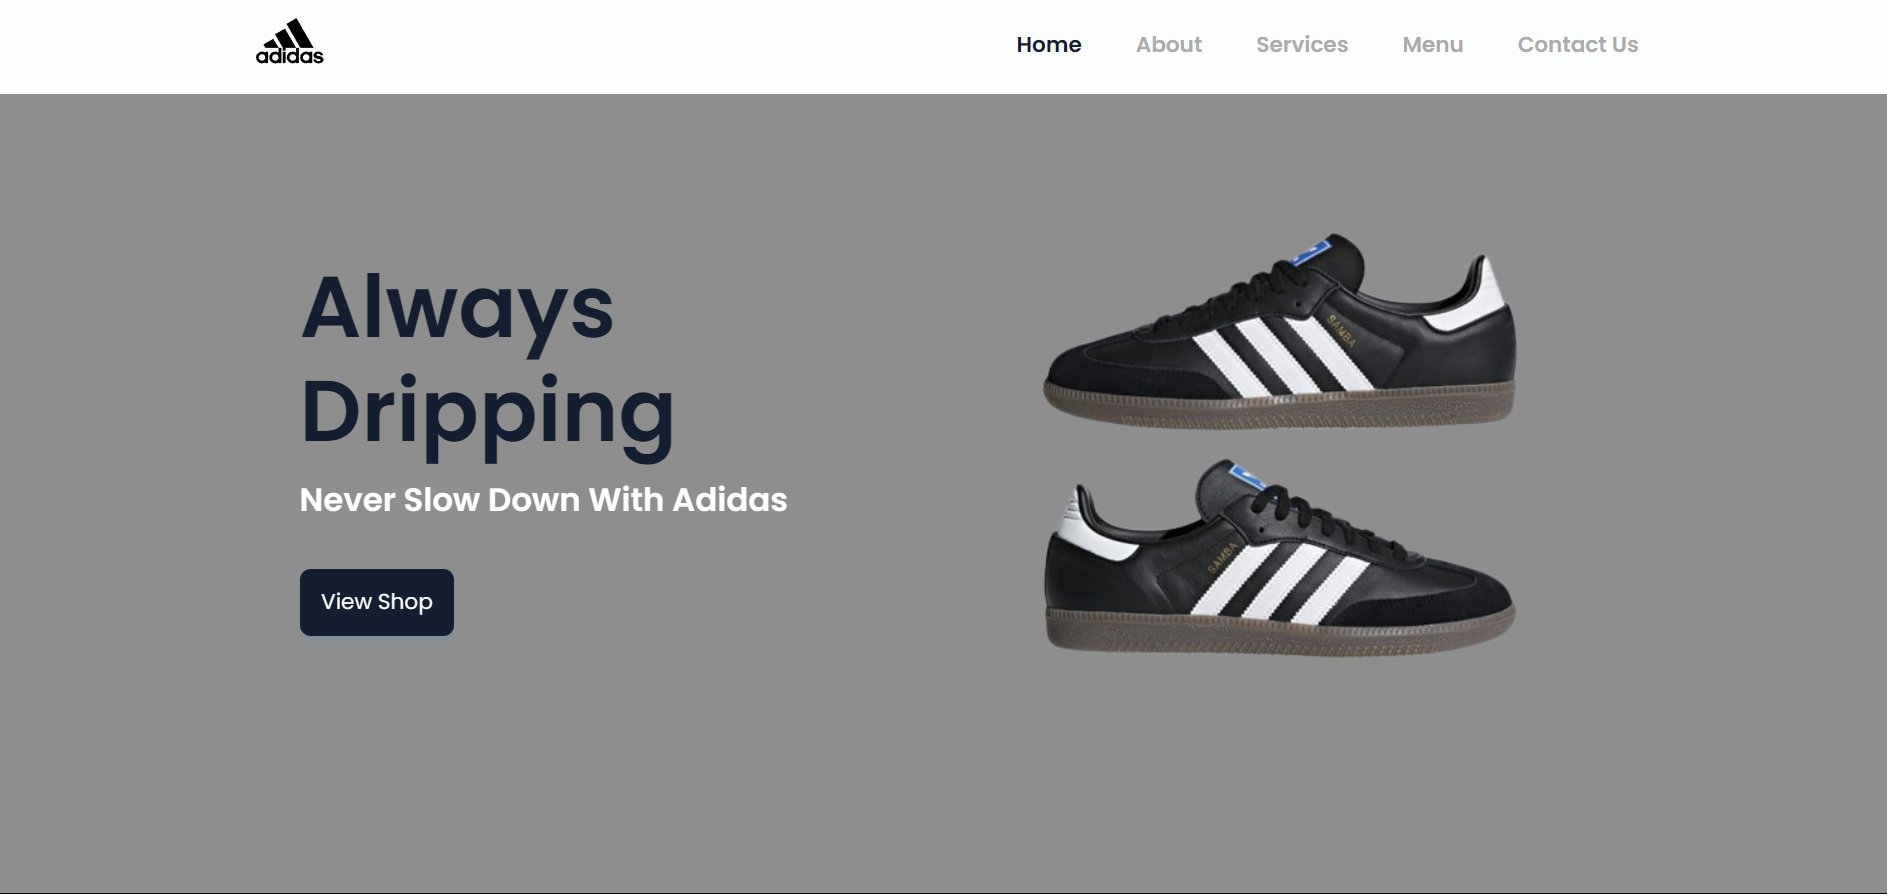 adidas
Home About Services Menu Contact Us
Always
Dripping
Never Slow Down With Adidas
View Shop
SAMBA
SAMBA